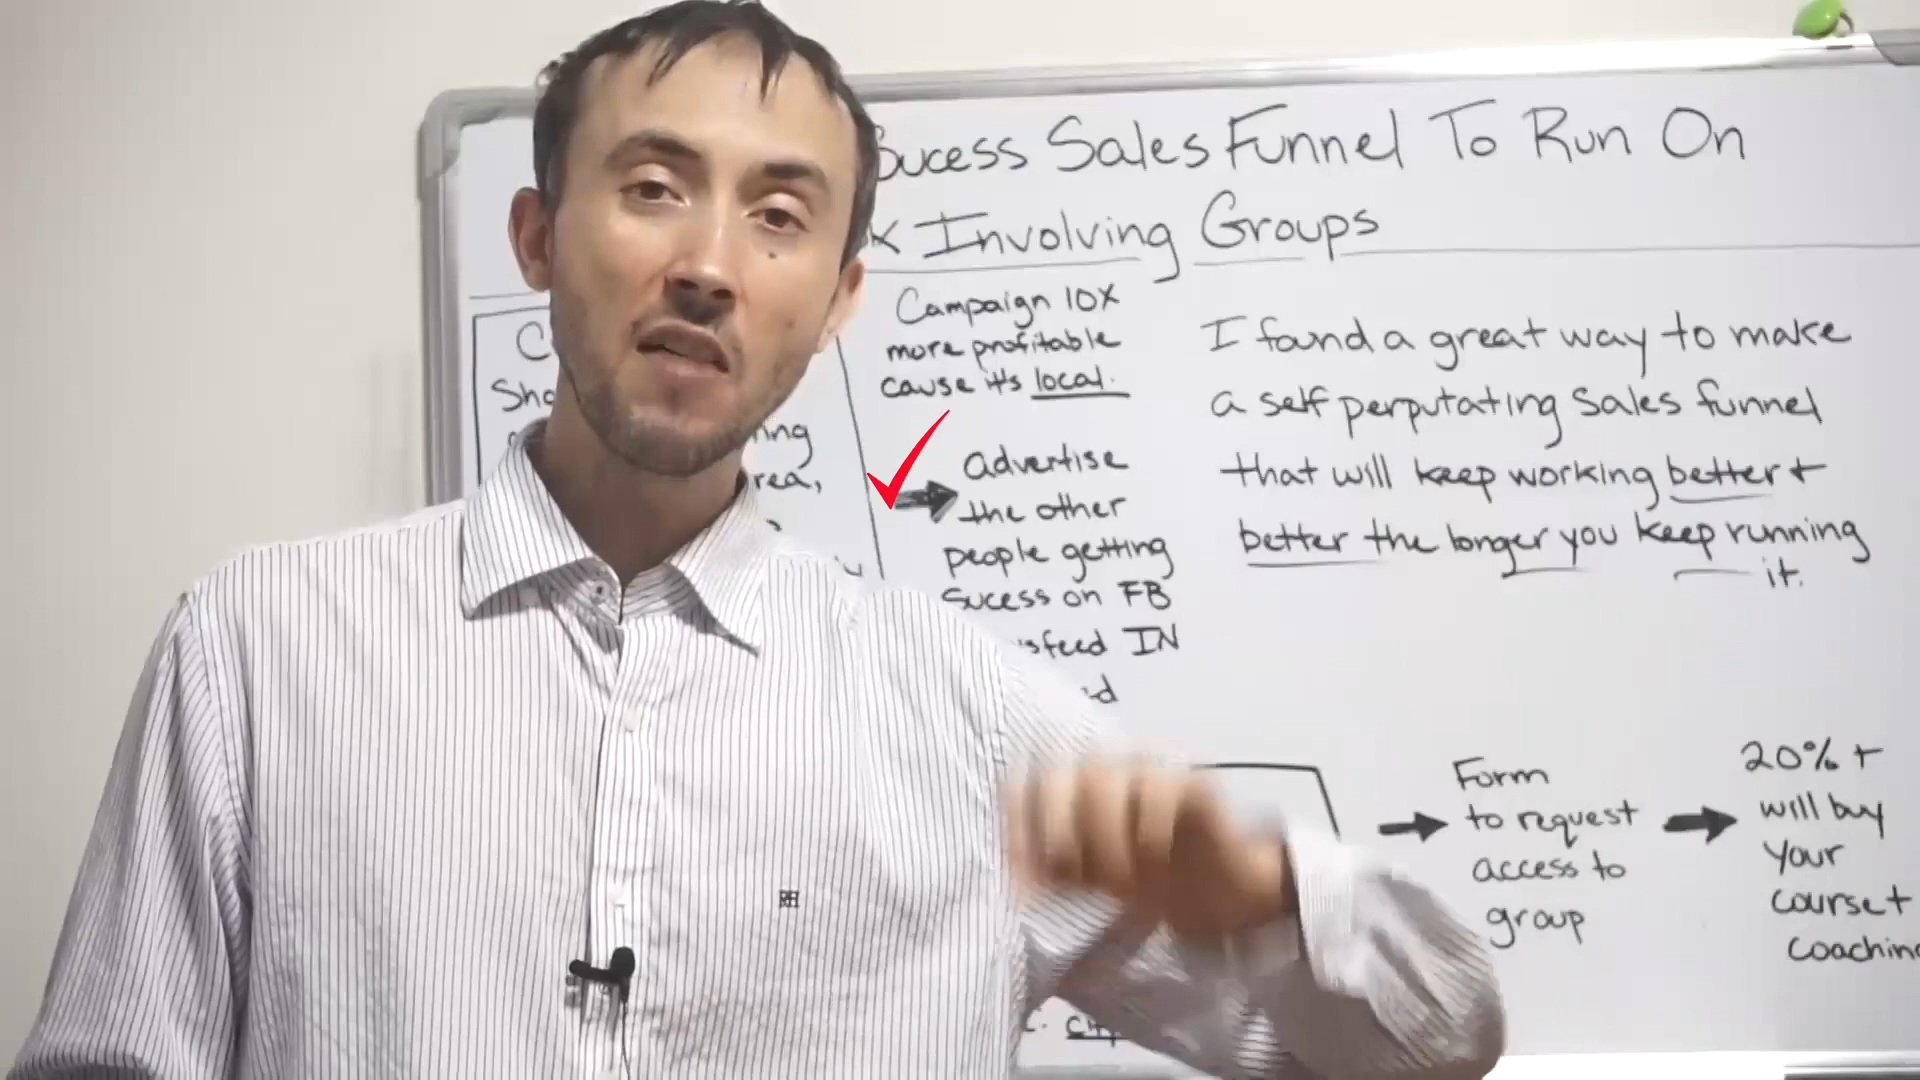 Sucess Sales Funnel To Run On
Involving Groups
Campaign 10X
more profitable
cause it's local.
I found a great way to make
a self perputating sales funnel
that will keep working better +
better the longer you keep running
it.
Advertise
the other
people getting
Sucess on FB
IN
Form
to request
access to
group
20% +
will buy
your
course +
coaching
RH